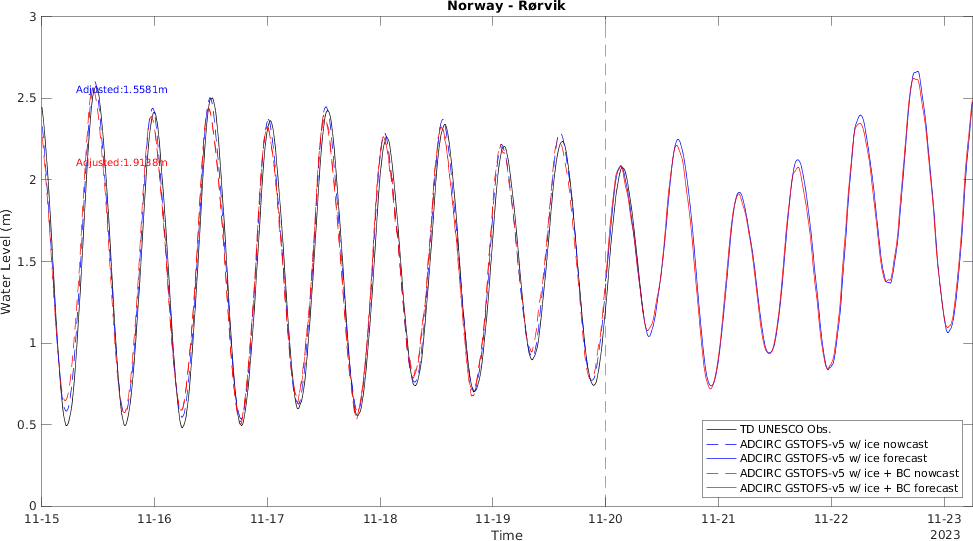 Norway - Rørvik
3
2.5
2
1.5
1
0.5
0
Water Level (m)
Adjusted:1.5581m
Adjusted:1.9138m
TD UNESCO Obs.
ADCIRC GSTOFS-v5 w/ ice nowcast
ADCIRC GSTOFS-v5 w/ ice forecast
ADCIRC GSTOFS-v5 w/ ice + BC nowcast
ADCIRC GSTOFS-v5 w/ ice + BC forecast
11-15 11-16 11-17 11-18 11-19 11-20 11-21 11-22 11-23
Time
2023